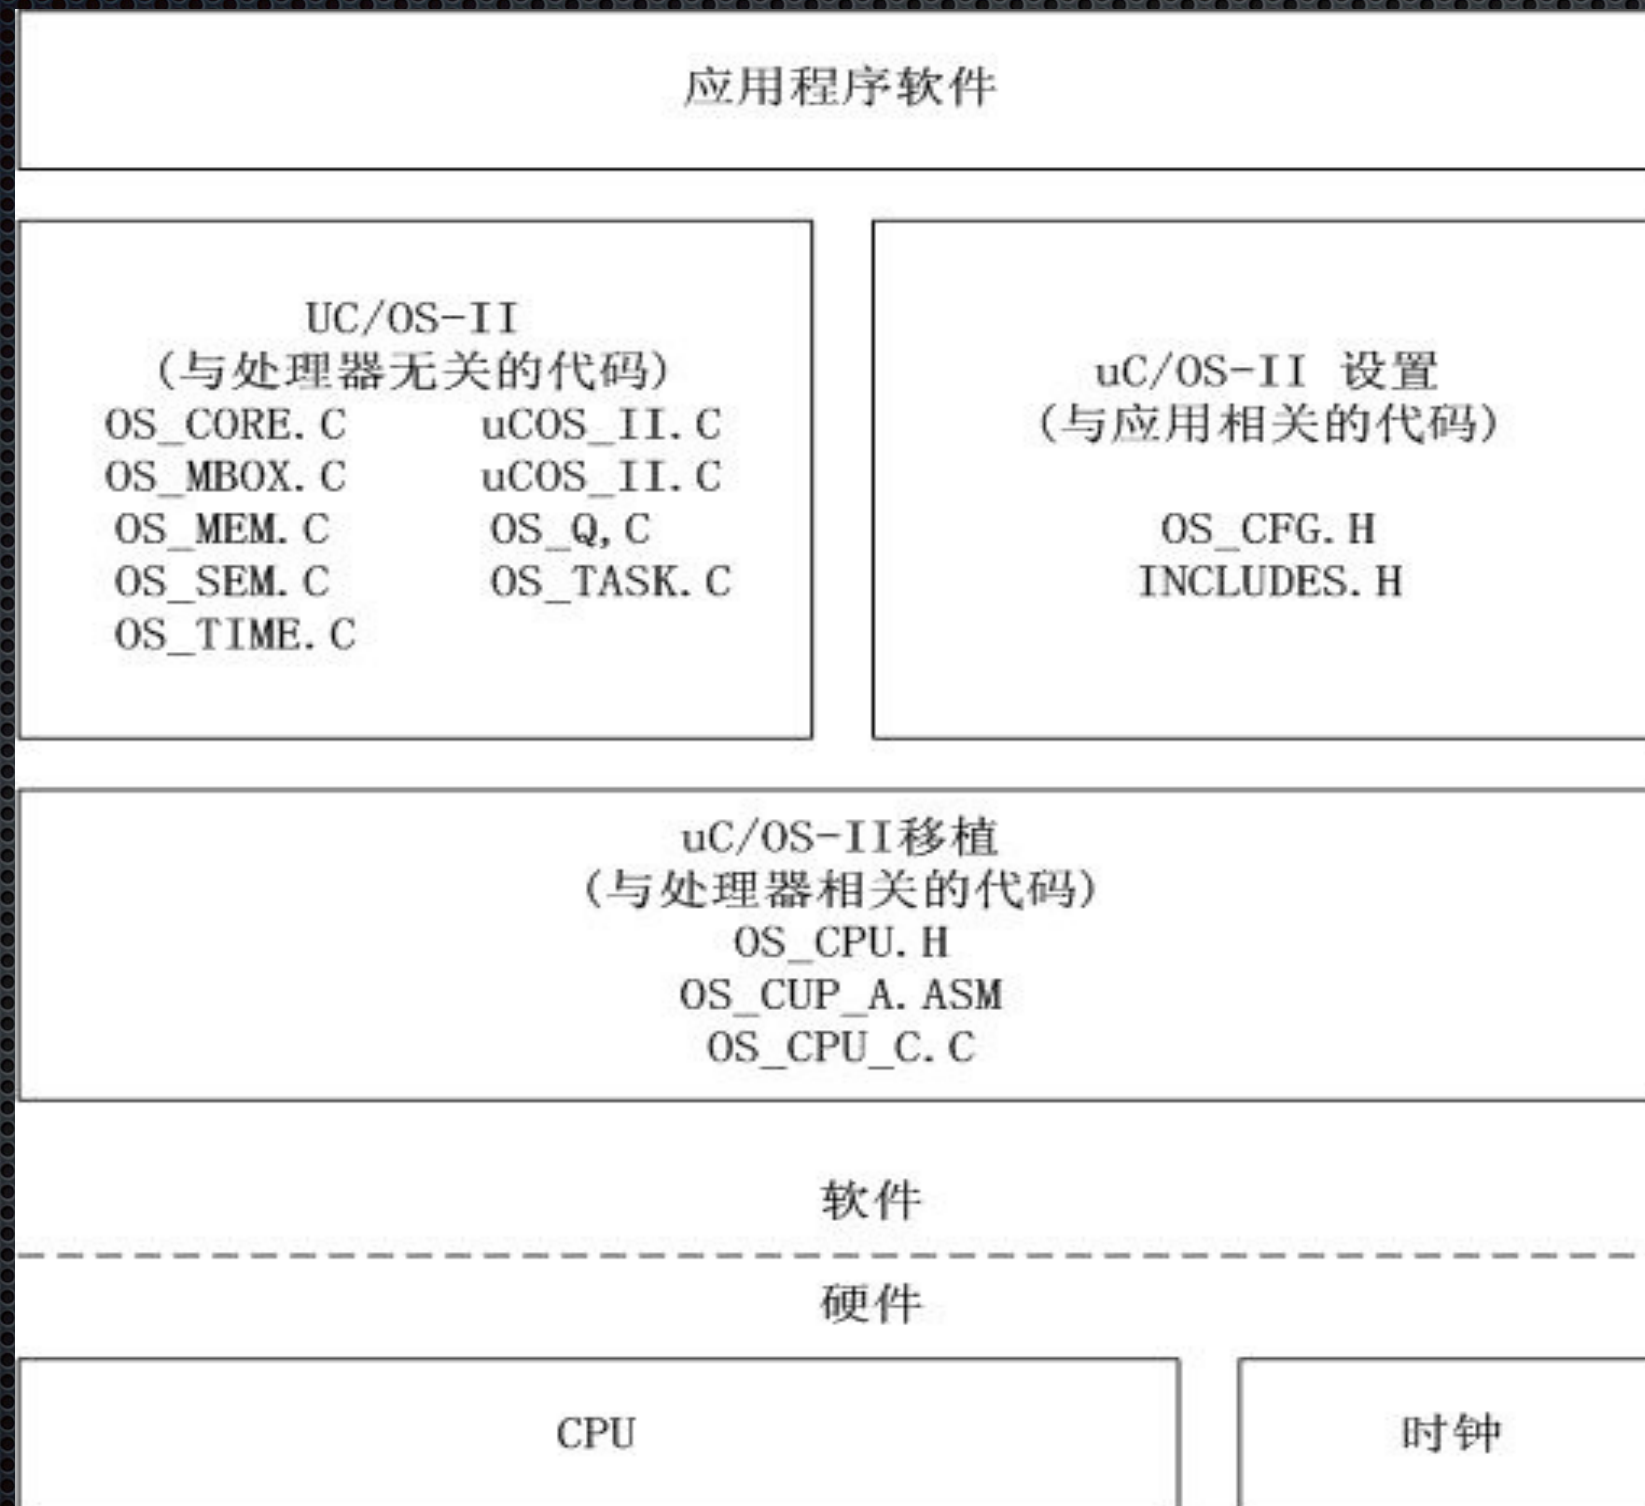 应用程序软件
UC/OS-II
(与处理器无关的代码)
OS_CORE.C uCOS_II.C
OS_MBOX.C uCOS_II.C
OS_MEM.C OS_Q,C
OS_SEM.C OS_TASK.C
OS_TIME.C
uC/OS-II 设置
(与应用相关的代码)
OS_CFG.H
INCLUDES.H
uC/OS-II移植
(与处理器相关的代码)
OS_CPU.H
OS_CUP_A.ASM
OS_CPU_C.C
软件
硬件
CPU
时钟